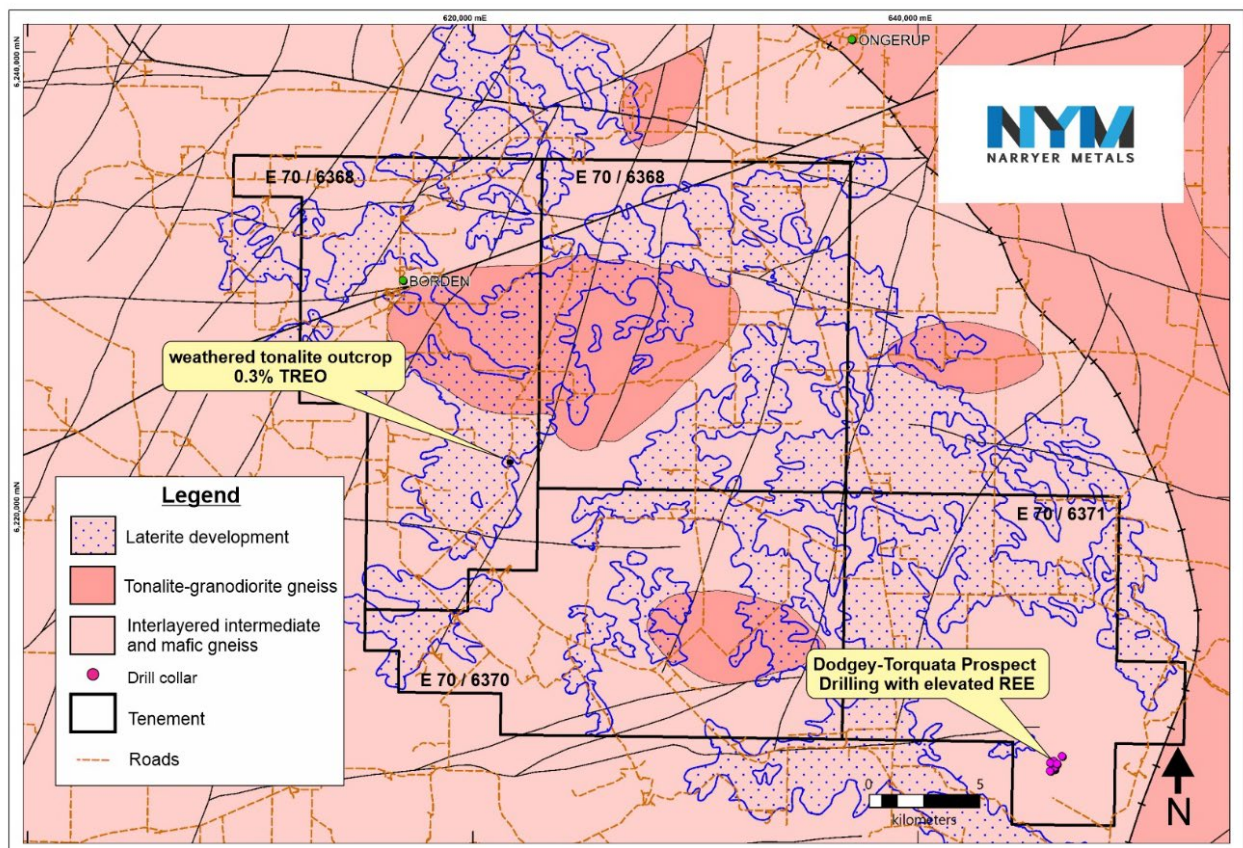 620,000 mE
640,000 mE
6,240,000 mN
6,220,000 mN
ONGERUP
NYM
NARRYER METALS
E 70 / 6368
E 70 / 6368
BORDEN
weathered tonalite outcrop
0.3% TREO
E 70 / 6371
E 70 / 6370
Dodgey-Torquata Prospect
Drilling with elevated REE
Legend
Laterite development
Tonalite-granodiorite gneiss
Interlayered intermediate
and mafic gneiss
Drill collar
Tenement
Roads
0
5
kilometers
N